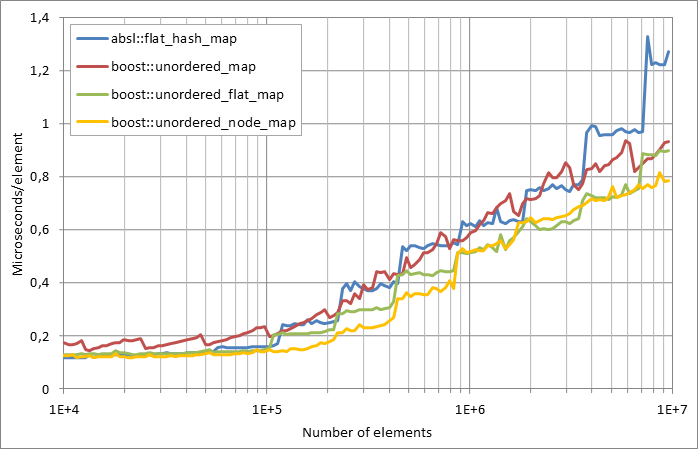 1,4
1,2
1
0,8
0,6
0,4
0,2
0
Microseconds/element
absl::flat_hash_map
boost::unordered_map
boost::unordered_flat_map
boost::unordered_node_map
1E+4 1E+5 1E+6 1E+7
Number of elements